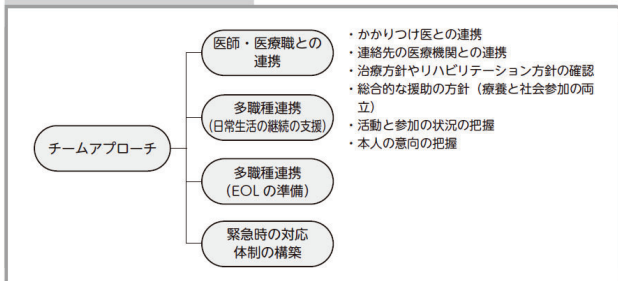 チームアプローチ
医師・医療職との
連携
多職種連携
(日常生活の継続の支援)
多職種連携
(EOL の準備)
緊急時の対応
体制の構築
・かかりつけ医との連携
・連絡先の医療機関との連携
・治療方針やリハビリテーション方針の確認
・総合的な援助の方針（療養と社会参加の両
立）
・活動と参加の状況の把握
・本人の意向の把握